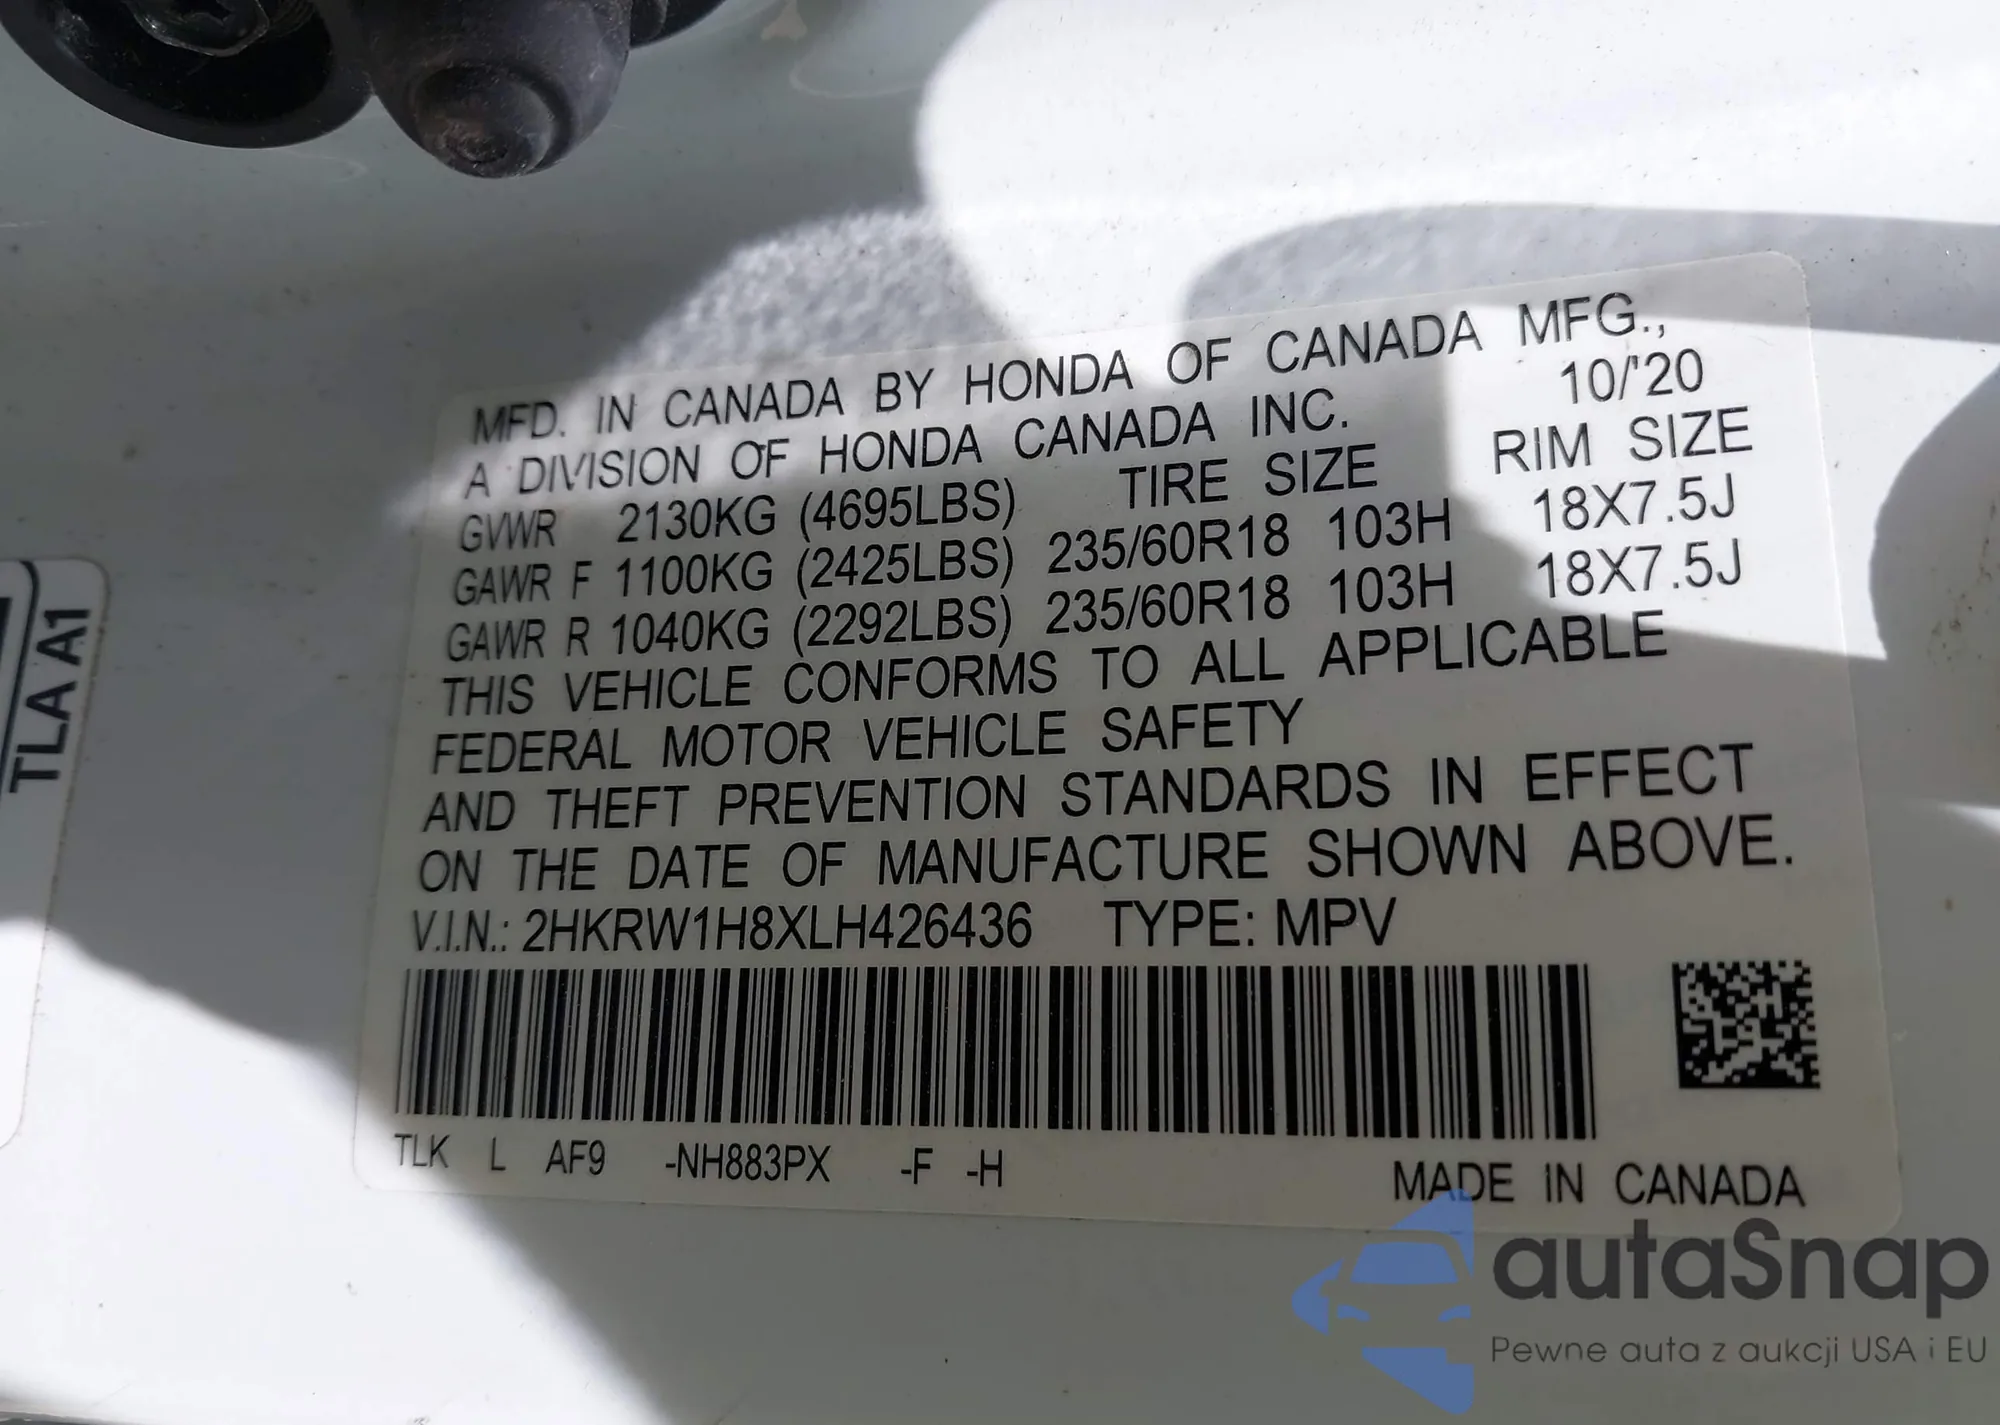 MFD. IN CANADA BY HONDA OF CANADA MFG.,
A DIVISION OF HONDA CANADA INC. 10/'20
GVWR 2130KG (4695LBS) TIRE SIZE RIM SIZE
GAWR F 1100KG (2425LBS) 235/60R18 103H 18X7.5J
GAWR R 1040KG (2292LBS) 235/60R18 103H 18X7.5J
THIS VEHICLE CONFORMS TO ALL APPLICABLE
FEDERAL MOTOR VEHICLE SAFETY
AND THEFT PREVENTION STANDARDS IN EFFECT
ON THE DATE OF MANUFACTURE SHOWN ABOVE.
V.I.N.: 2HKRW1H8XLH426436 TYPE: MPV
TLK L AF9 -NH883PX -F -H
MADE IN CANADA
TLA A1
autaSnap
Pewne auta z aukcji USA i EU